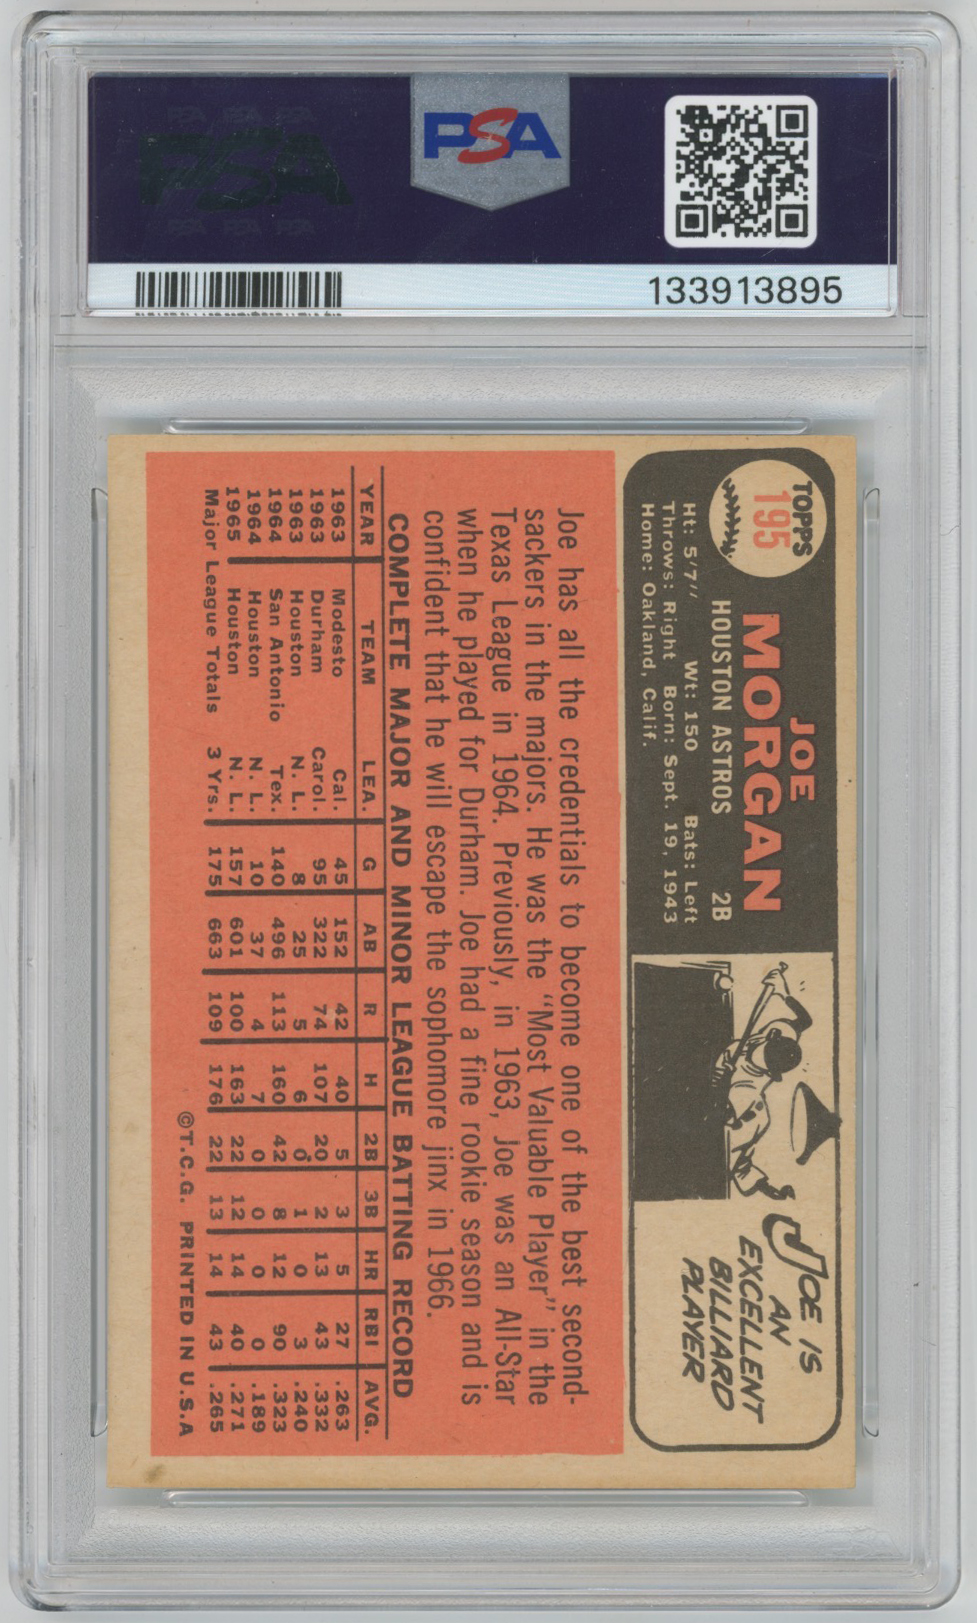 PSA
133913895
TOPPS
195
JOE
MORGAN
HOUSTON ASTROS 2B
Ht: 5'7" Wt: 150 Bats: Left
Throws: Right Born: Sept. 19, 1943
Home: Oakland, Calif.
JOE IS
AN
EXCELLENT
BILLIARD
PLAYER
Joe has all the credentials to become one of the best second-
sackers in the majors. He was the "Most Valuable Player" in the
Texas League in 1964. Previously, in 1963, Joe was an All-Star
when he played for Durham. Joe had a fine rookie season and is
confident that he will escape the sophomore jinx in 1966.
COMPLETE MAJOR AND MINOR LEAGUE BATTING RECORD
YEAR TEAM LEA. G AB R H 2B 3B HR RBI AVG.
1963 Modesto Cal. 45 152 42 40 5 3 5 27 .263
1963 Durham Carol. 95 322 74 107 20 2 13 43 .332
1963 Houston N. L. 8 25 5 6 0 1 0 3 .240
1964 San Antonio Tex. 140 496 113 160 42 8 12 90 .323
1964 Houston N. L. 10 37 4 7 0 0 0 0 .189
1965 Houston N. L. 157 601 100 163 22 12 14 40 .271
Major League Totals 3 Yrs. 175 663 109 176 22 13 14 43 .265
©T.C.G. PRINTED IN U.S.A